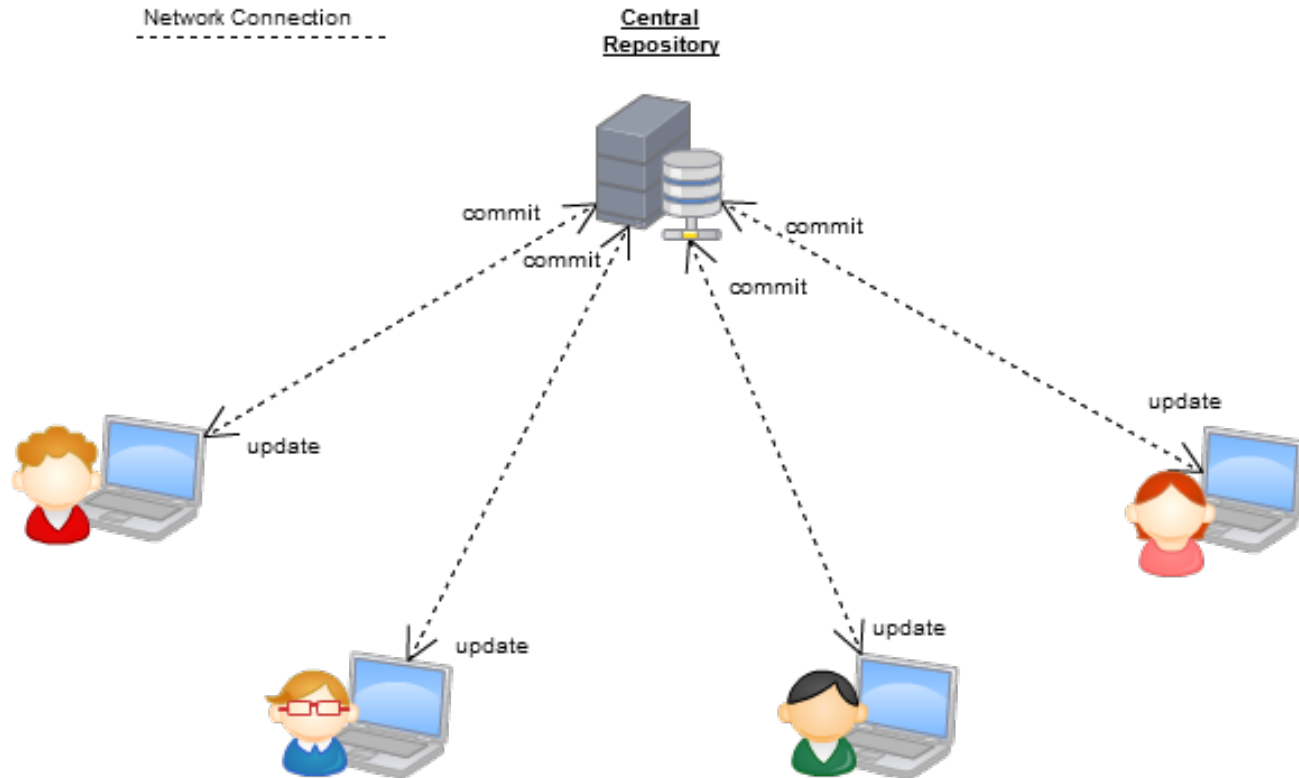 Network Connection
Central
Repository
commit
commit
commit
commit
update
update
update
update